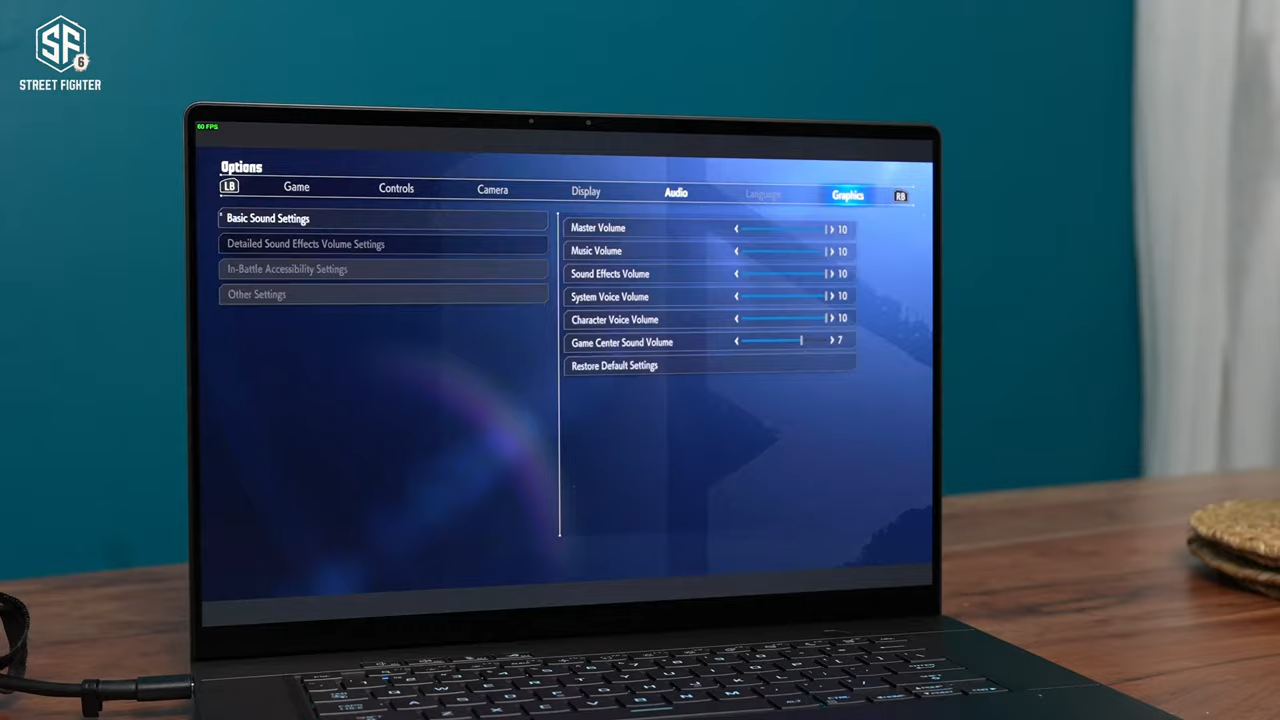 SF
6
STREET FIGHTER
60 FPS
Options
LB Game Controls Camera Display Audio Language Graphics RB
Basic Sound Settings
Detailed Sound Effects Volume Settings
In-Battle Accessibility Settings
Other Settings
Master Volume 10
Music Volume 10
Sound Effects Volume 10
System Voice Volume 10
Character Voice Volume 10
Game Center Sound Volume 7
Restore Default Settings